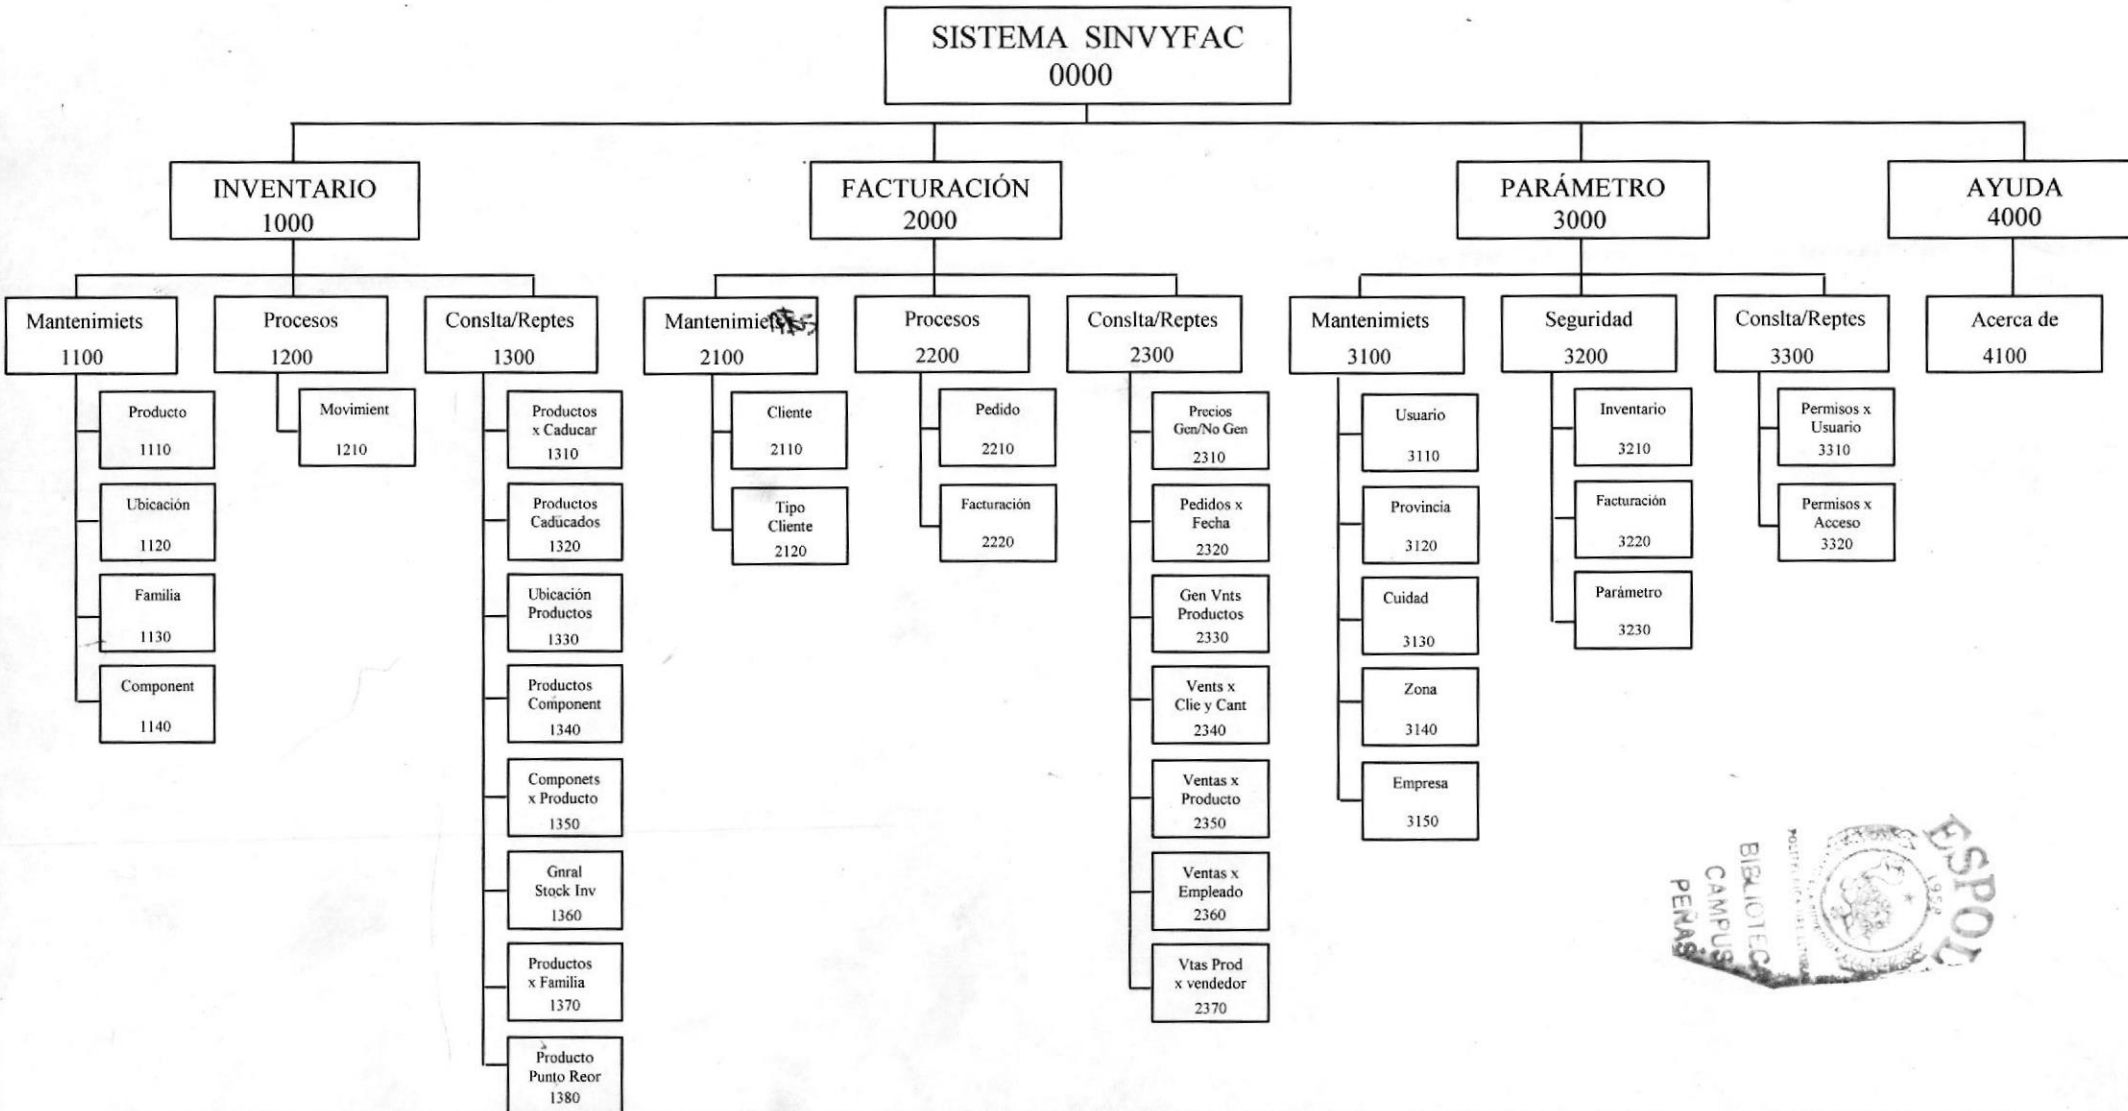 SISTEMA SINVYFAC
0000
INVENTARIO
1000
FACTURACIÓN
2000
PARÁMETRO
3000
AYUDA
4000
Mantenimiets
1100
Procesos
1200
Conslta/Reptes
1300
Mantenimiets
2100
Procesos
2200
Conslta/Reptes
2300
Mantenimiets
3100
Seguridad
3200
Conslta/Reptes
3300
Acerca de
4100
Producto
1110
Ubicación
1120
Familia
1130
Component
1140
Movimient
1210
Productos
x Caducar
1310
Productos
Caducados
1320
Ubicación
Productos
1330
Productos
Component
1340
Componets
x Producto
1350
Gnral
Stock Inv
1360
Productos
x Familia
1370
Producto
Punto Reor
1380
Cliente
2110
Tipo
Cliente
2120
Pedido
2210
Facturación
2220
Precios
Gen/No Gen
2310
Pedidos x
Fecha
2320
Gen Vnts
Productos
2330
Vents x
Clie y Cant
2340
Ventas x
Producto
2350
Ventas x
Empleado
2360
Vtas Prod
x vendedor
2370
Usuario
3110
Provincia
3120
Cuidad
3130
Zona
3140
Empresa
3150
Inventario
3210
Facturación
3220
Parámetro
3230
Permisos x
Usuario
3310
Permisos x
Acceso
3320
ESPOL
1958
BIBLIOTEC
CAMPUS
PEÑAS